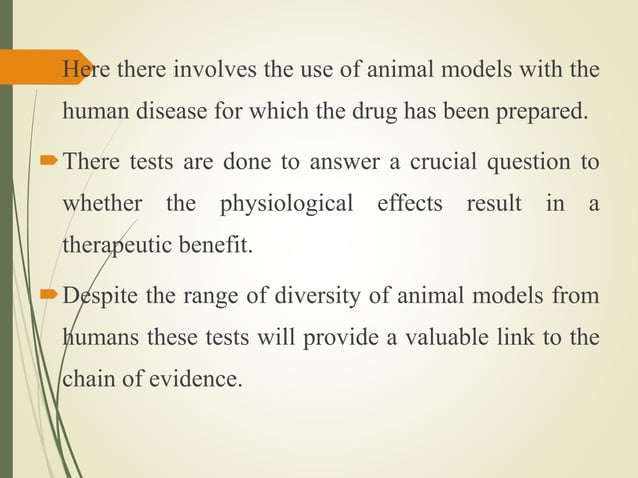 Here there involves the use of animal models with the
human disease for which the drug has been prepared.
There tests are done to answer a crucial question to
whether the physiological effects result in a
therapeutic benefit.
Despite the range of diversity of animal models from
humans these tests will provide a valuable link to the
chain of evidence.